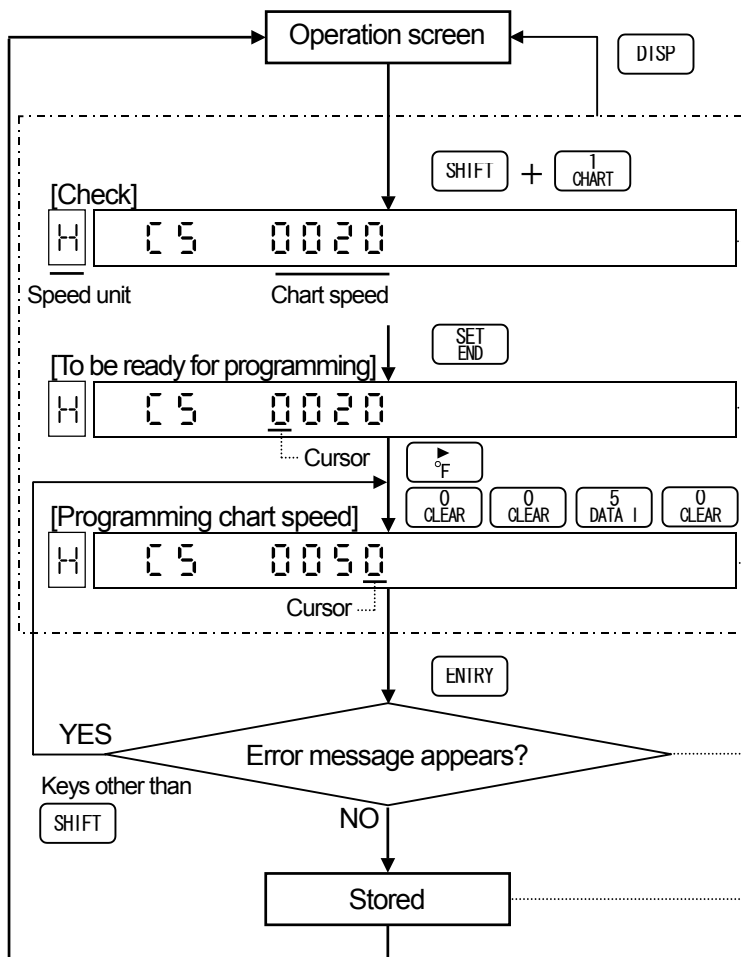 Operation screen
DISP
SHIFT + 1 CHART
[Check]
H CS 0020
Speed unit Chart speed
SET END
[To be ready for programming]
H CS 0020
Cursor
► °F
0 CLEAR 0 CLEAR 5 DATA I 0 CLEAR
[Programming chart speed]
H CS 0050
Cursor
ENTRY
YES
Error message appears?
Keys other than
SHIFT
NO
Stored